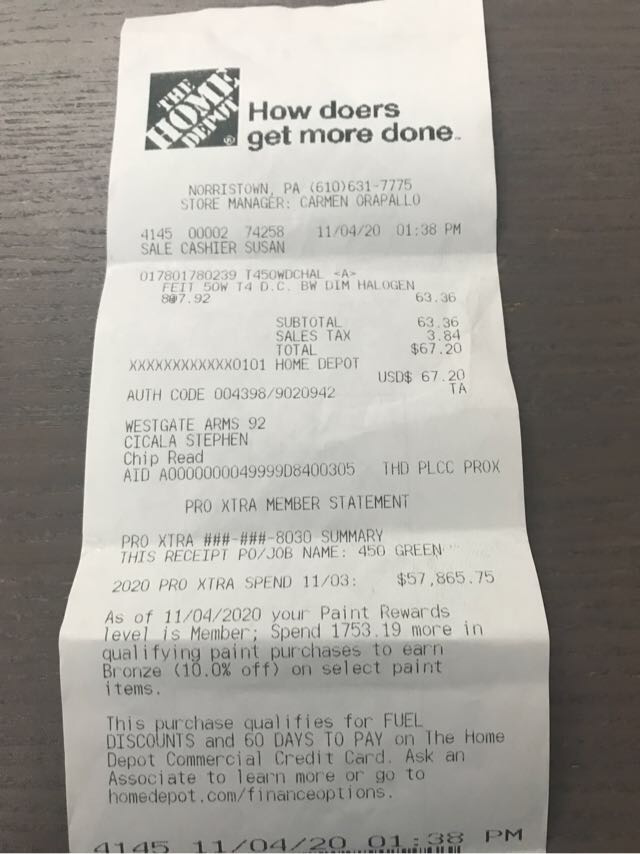 THE
HOME
DEPOT®
How doers
get more done™
NORRISTOWN, PA (610)631-7775
STORE MANAGER: CARMEN ORAPALLO
4145 00002 74258 11/04/20 01:38 PM
SALE CASHIER SUSAN
017801780239 T450WDCHAL <A>
FEIT 50W T4 D.C. BW DIM HALOGEN
8@7.92 63.36
SUBTOTAL 63.36
SALES TAX 3.84
TOTAL $67.20
XXXXXXXXXXXX0101 HOME DEPOT
USD$ 67.20
AUTH CODE 004398/9020942 TA
WESTGATE ARMS 92
CICALA STEPHEN
Chip Read
AID A0000000049999D8400305 THD PLCC PROX
PRO XTRA MEMBER STATEMENT
PRO XTRA ###-###-8030 SUMMARY
THIS RECEIPT PO/JOB NAME: 450 GREEN
2020 PRO XTRA SPEND 11/03: $57,865.75
As of 11/04/2020 your Paint Rewards
level is Member; Spend 1753.19 more in
qualifying paint purchases to earn
Bronze (10.0% off) on select paint
items.
This purchase qualifies for FUEL
DISCOUNTS and 60 DAYS TO PAY on The Home
Depot Commercial Credit Card. Ask an
Associate to learn more or go to
homedepot.com/financeoptions.
4145 11/04/20 01:38 PM